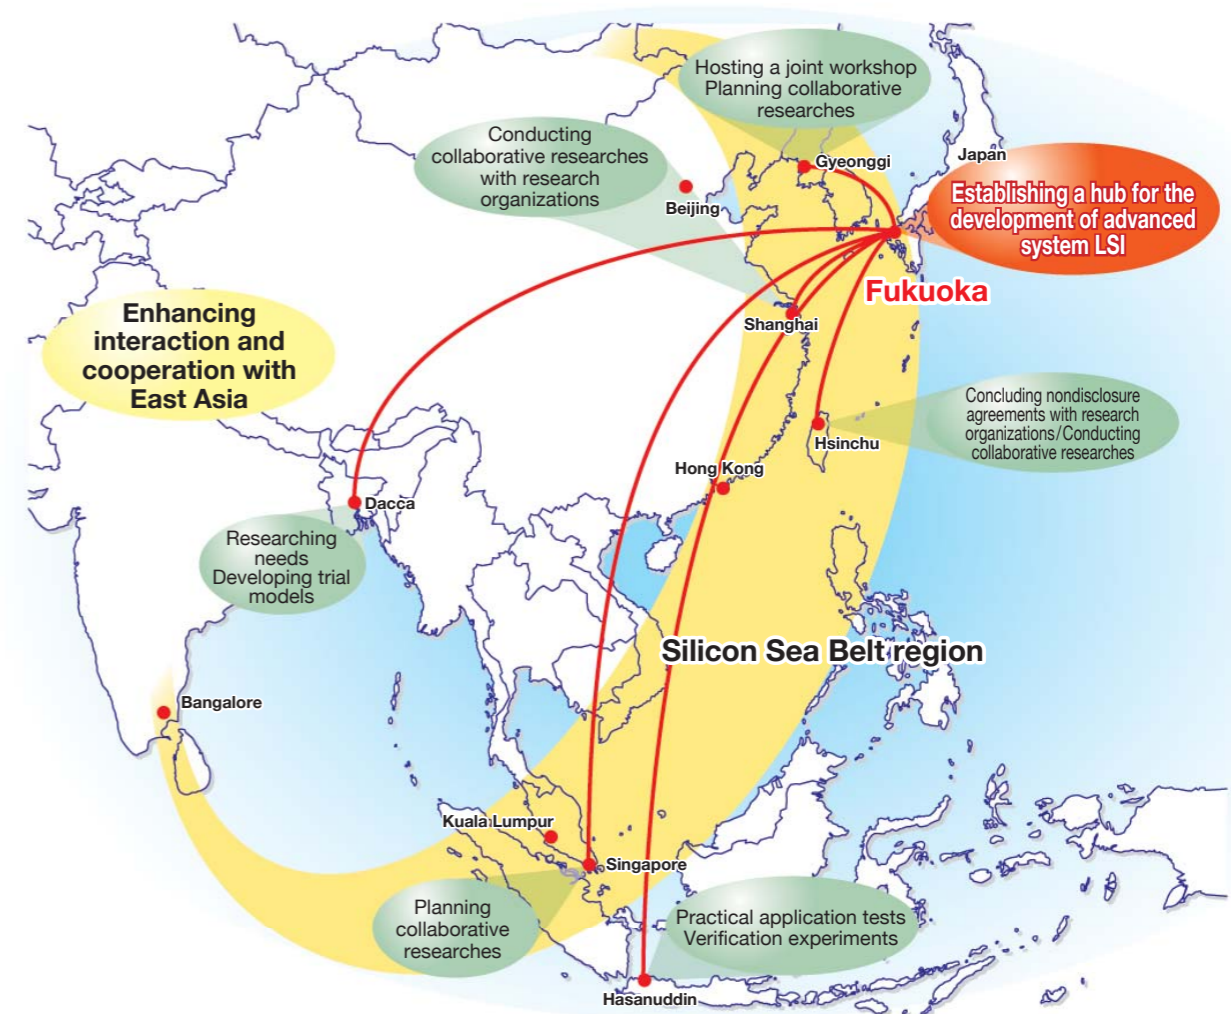 Hosting a joint workshop
Planning collaborative
researches
Conducting
collaborative researches
with research
organizations
Gyeonggi
Japan
Beijing
Establishing a hub for the
development of advanced
system LSI
Fukuoka
Enhancing
interaction and
cooperation with
East Asia
Shanghai
Concluding nondisclosure
agreements with research
organizations/Conducting
collaborative researches
Hsinchu
Hong Kong
Dacca
Researching
needs
Developing trial
models
Silicon Sea Belt region
Bangalore
Kuala Lumpur
Singapore
Planning
collaborative
researches
Practical application tests
Verification experiments
Hasanuddin